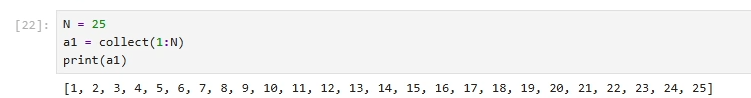 [22]: N = 25
a1 = collect(1:N)
print(a1)
[1, 2, 3, 4, 5, 6, 7, 8, 9, 10, 11, 12, 13, 14, 15, 16, 17, 18, 19, 20, 21, 22, 23, 24, 25]